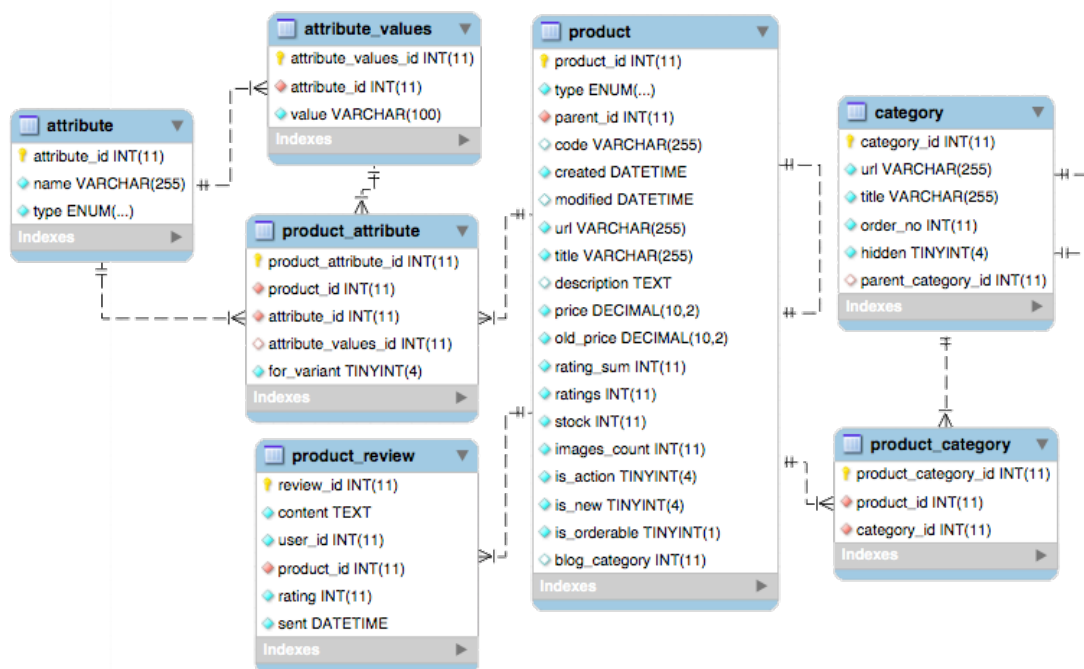 attribute
attribute_id INT(11)
name VARCHAR(255)
type ENUM(...)
Indexes
attribute_values
attribute_values_id INT(11)
attribute_id INT(11)
value VARCHAR(100)
Indexes
product_attribute
product_attribute_id INT(11)
product_id INT(11)
attribute_id INT(11)
attribute_values_id INT(11)
for_variant TINYINT(4)
Indexes
product_review
review_id INT(11)
content TEXT
user_id INT(11)
product_id INT(11)
rating INT(11)
sent DATETIME
Indexes
product
product_id INT(11)
type ENUM(...)
parent_id INT(11)
code VARCHAR(255)
created DATETIME
modified DATETIME
url VARCHAR(255)
title VARCHAR(255)
description TEXT
price DECIMAL(10,2)
old_price DECIMAL(10,2)
rating_sum INT(11)
ratings INT(11)
stock INT(11)
images_count INT(11)
is_action TINYINT(4)
is_new TINYINT(4)
is_orderable TINYINT(1)
blog_category INT(11)
Indexes
category
category_id INT(11)
url VARCHAR(255)
title VARCHAR(255)
order_no INT(11)
hidden TINYINT(4)
parent_category_id INT(11)
Indexes
product_category
product_category_id INT(11)
product_id INT(11)
category_id INT(11)
Indexes